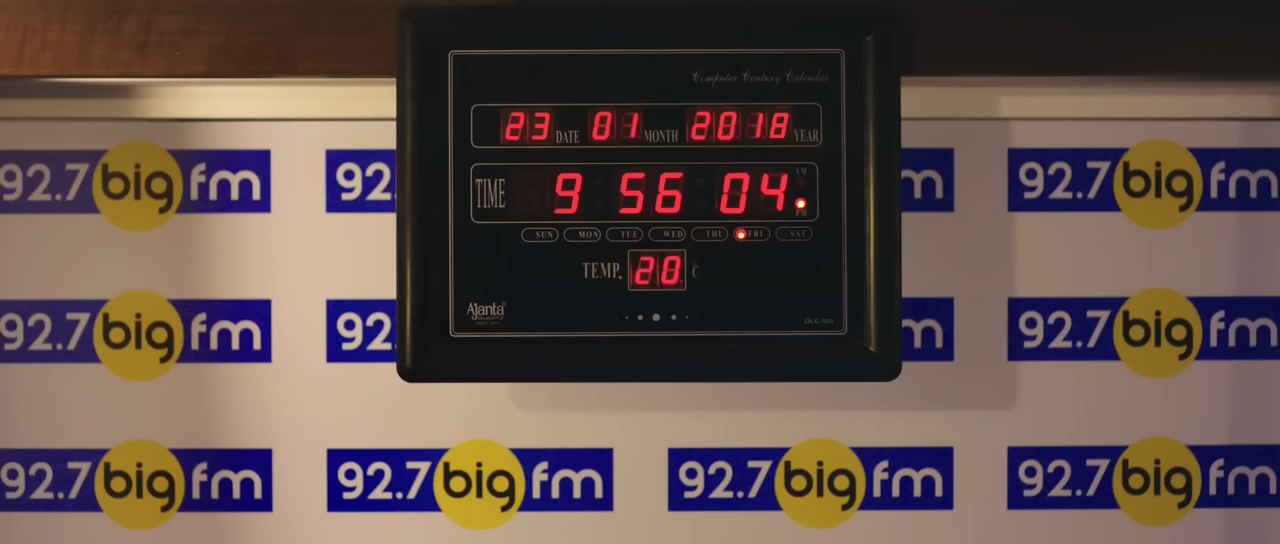 Computer Century Calendar
23 DATE 01 MONTH 2018 YEAR
AM
TIME 9 56 04
PM
SUN MON TUE WED THU FRI SAT
TEMP. 20 °C
Ajanta
QUARTZ
92.7 big fm 92. m 92.7 big fm
92.7 big fm 92. m 92.7 big fm
92.7 big fm 92.7 big fm 92.7 big fm 92.7 big fm